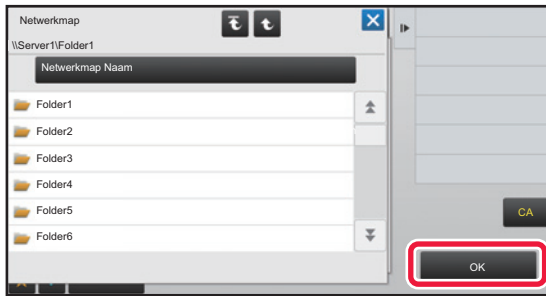 Netwerkmap
\\Server1\Folder1
Netwerkmap Naam
Folder1
Folder2
Folder3
Folder4
Folder5
Folder6
CA
OK